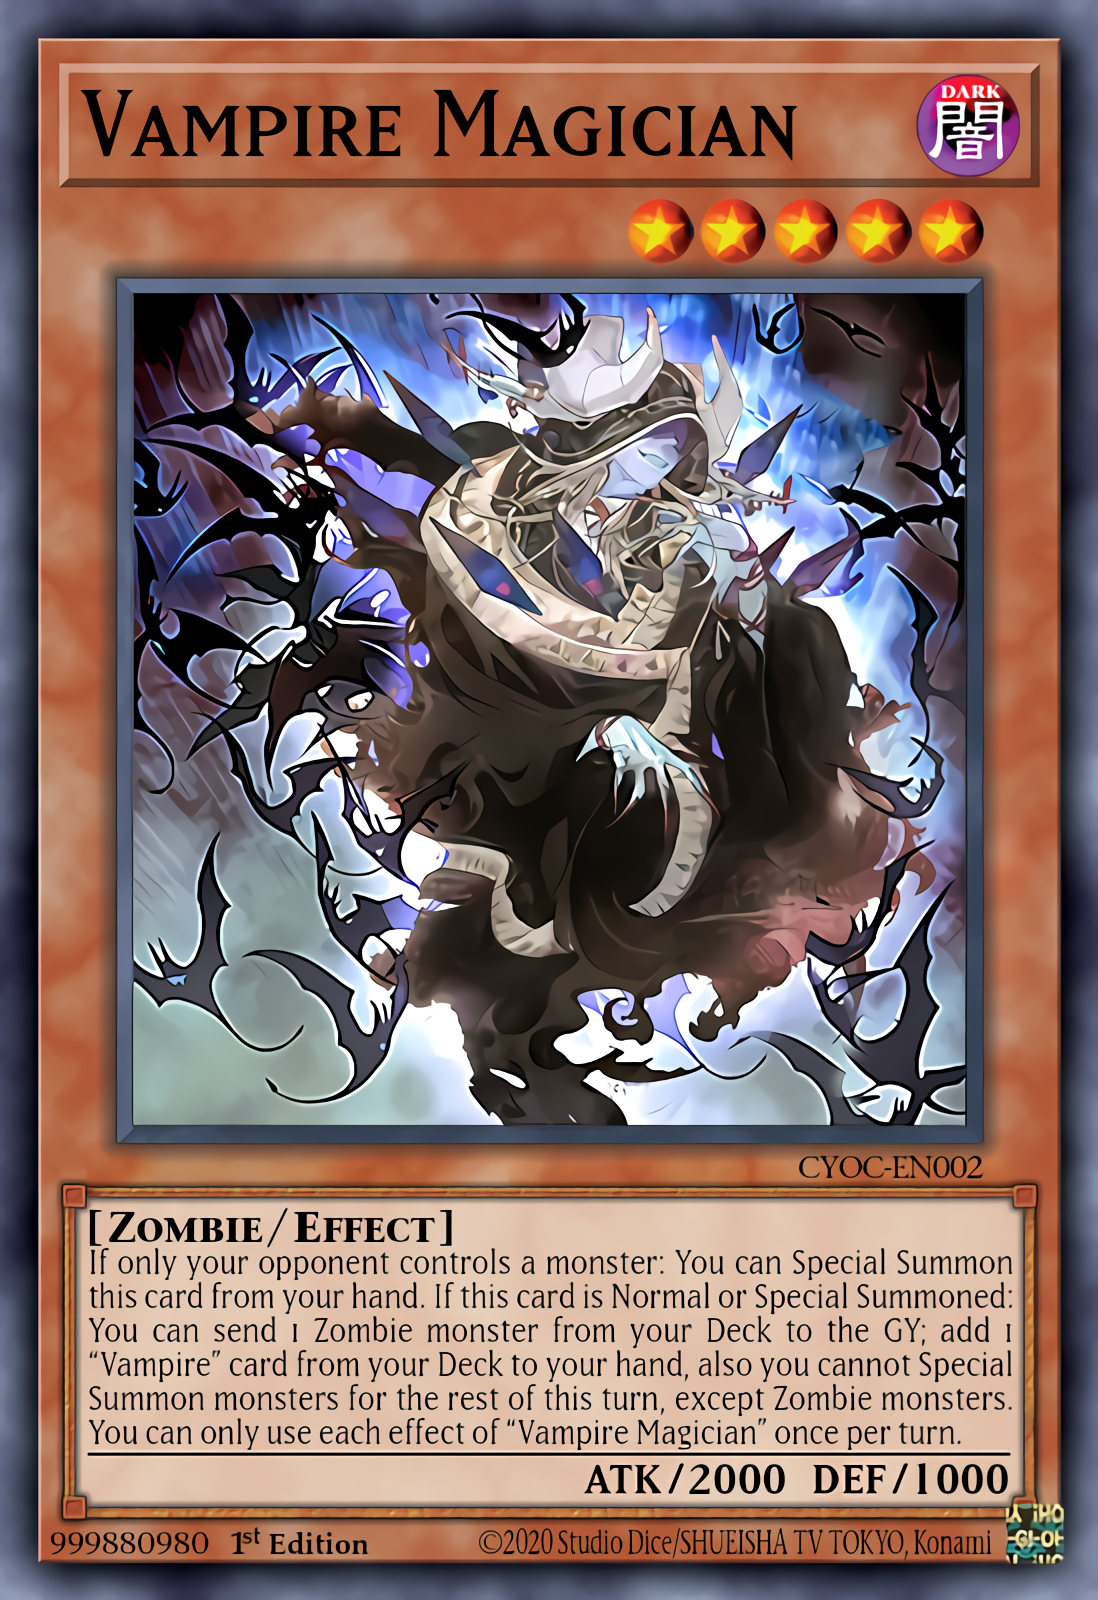 Vampire Magician
DARK
闇
CYOC-EN002
[Zombie/Effect]
If only your opponent controls a monster: You can Special Summon
this card from your hand. If this card is Normal or Special Summoned:
You can send 1 Zombie monster from your Deck to the GY; add 1
“Vampire” card from your Deck to your hand, also you cannot Special
Summon monsters for the rest of this turn, except Zombie monsters.
You can only use each effect of “Vampire Magician” once per turn.
ATK/2000 DEF/1000
999880980 1st Edition ©2020 Studio Dice/SHUEISHA TV TOKYO, Konami